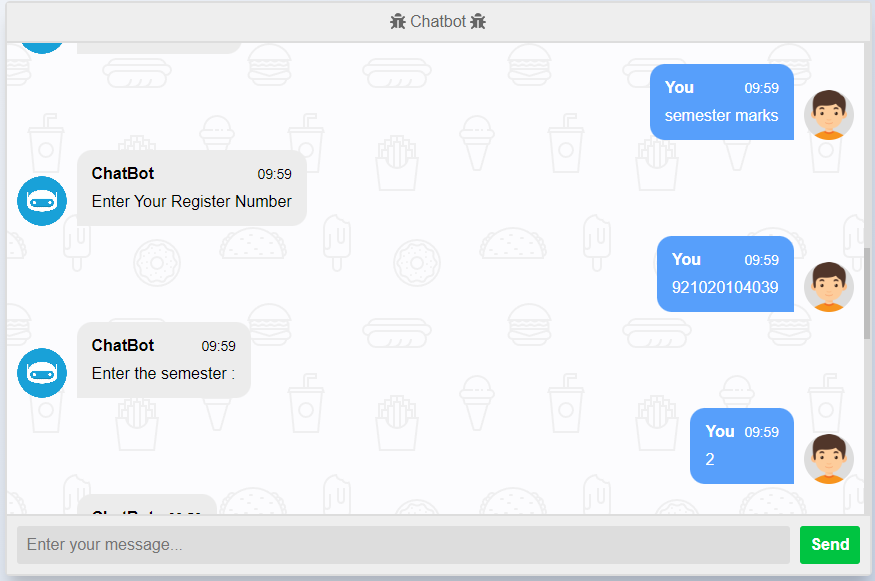 Chatbot
You 09:59
semester marks
ChatBot 09:59
Enter Your Register Number
You 09:59
921020104039
ChatBot 09:59
Enter the semester :
You 09:59
2
Enter your message...
Send